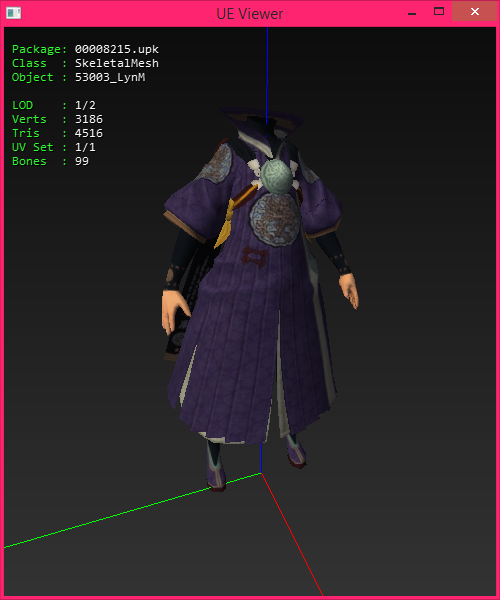 UE Viewer
Package: 00008215.upk
Class  : SkeletalMesh
Object : 53003_LynM
LOD    : 1/2
Verts  : 3186
Tris   : 4516
UV Set : 1/1
Bones  : 99